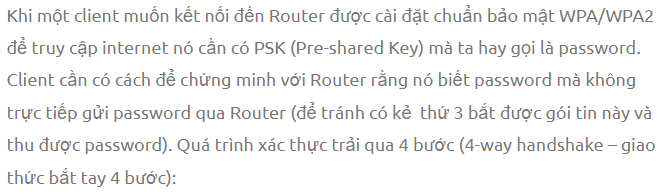 Khi một client muốn kết nối đến Router được cài đặt chuẩn bảo mật WPA/WPA2
để truy cập internet nó cần có PSK (Pre-shared Key) mà ta hay gọi là password.
Client cần có cách để chứng minh với Router rằng nó biết password mà không
trực tiếp gửi password qua Router (để tránh có kẻ thứ 3 bắt được gói tin này và
thu được password). Quá trình xác thực trải qua 4 bước (4-way handshake – giao
thức bắt tay 4 bước):